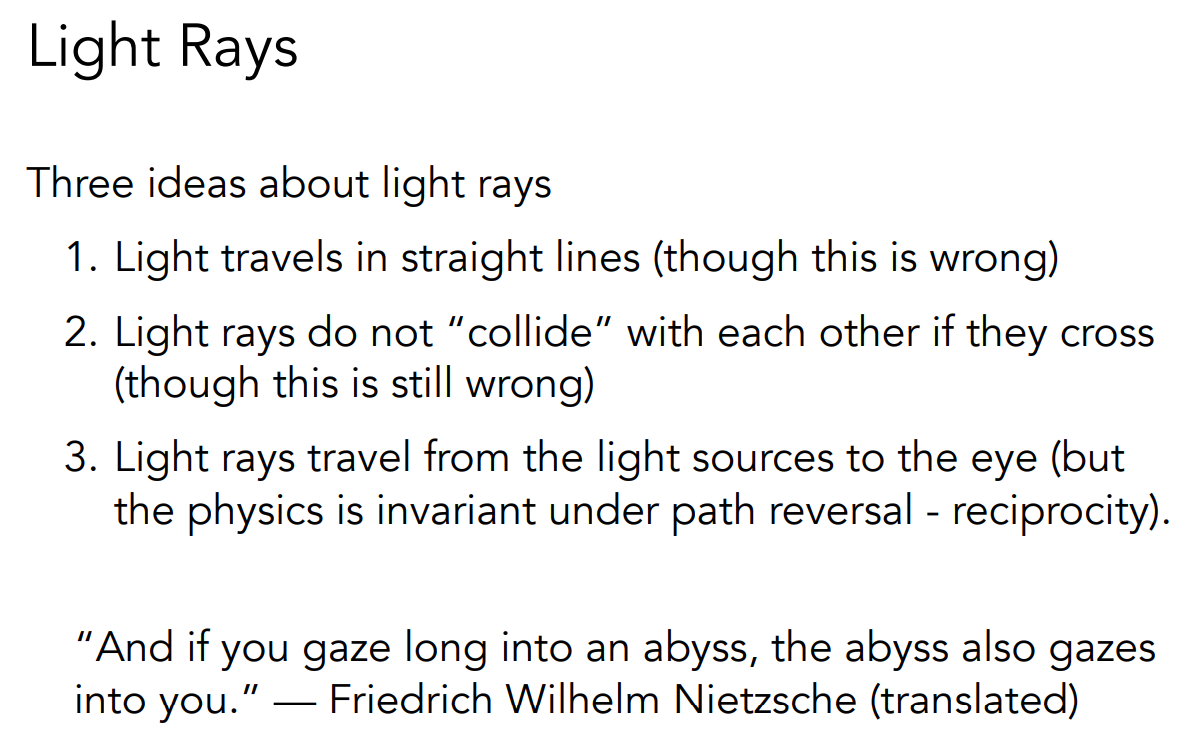 Light Rays
Three ideas about light rays
1. Light travels in straight lines (though this is wrong)
2. Light rays do not “collide” with each other if they cross
(though this is still wrong)
3. Light rays travel from the light sources to the eye (but
the physics is invariant under path reversal - reciprocity).
“And if you gaze long into an abyss, the abyss also gazes
into you.” — Friedrich Wilhelm Nietzsche (translated)